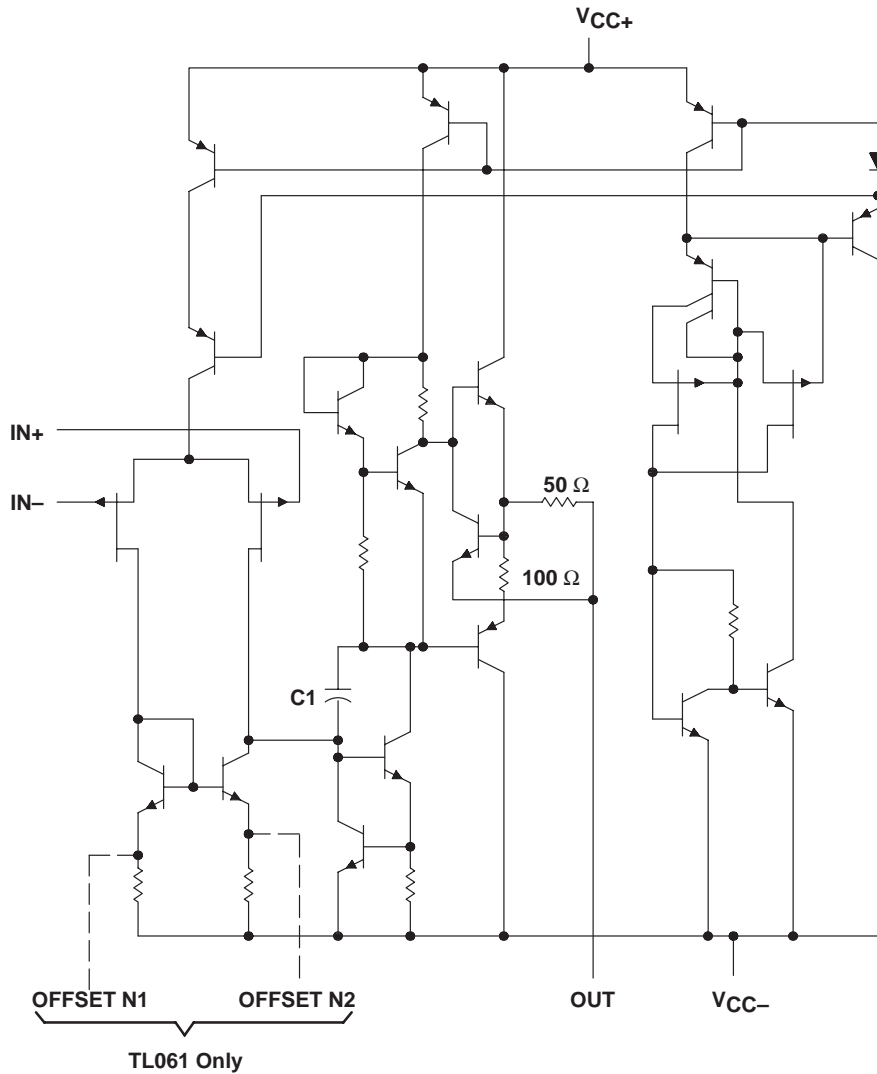 VCC+
IN+
IN–
50 Ω
100 Ω
C1
OFFSET N1
OFFSET N2
OUT
VCC–
TL061 Only